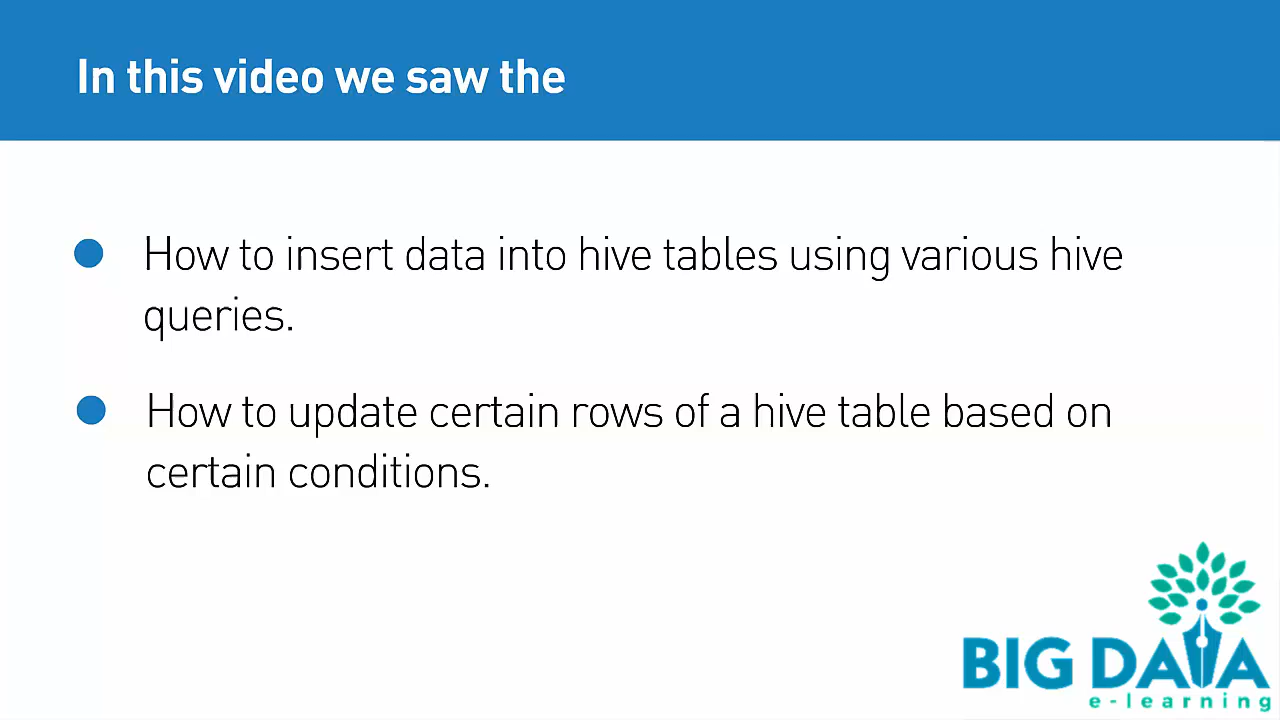 In this video we saw the
How to insert data into hive tables using various hive
queries.
How to update certain rows of a hive table based on
certain conditions.
BIG DATA
e-learning